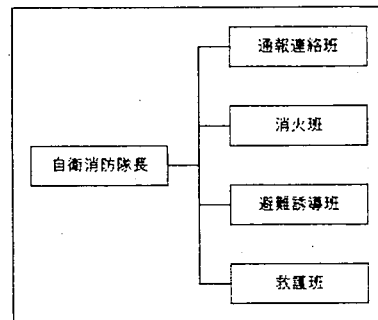 通報連絡班
消火班
自衛消防隊長
避難誘導班
救護班